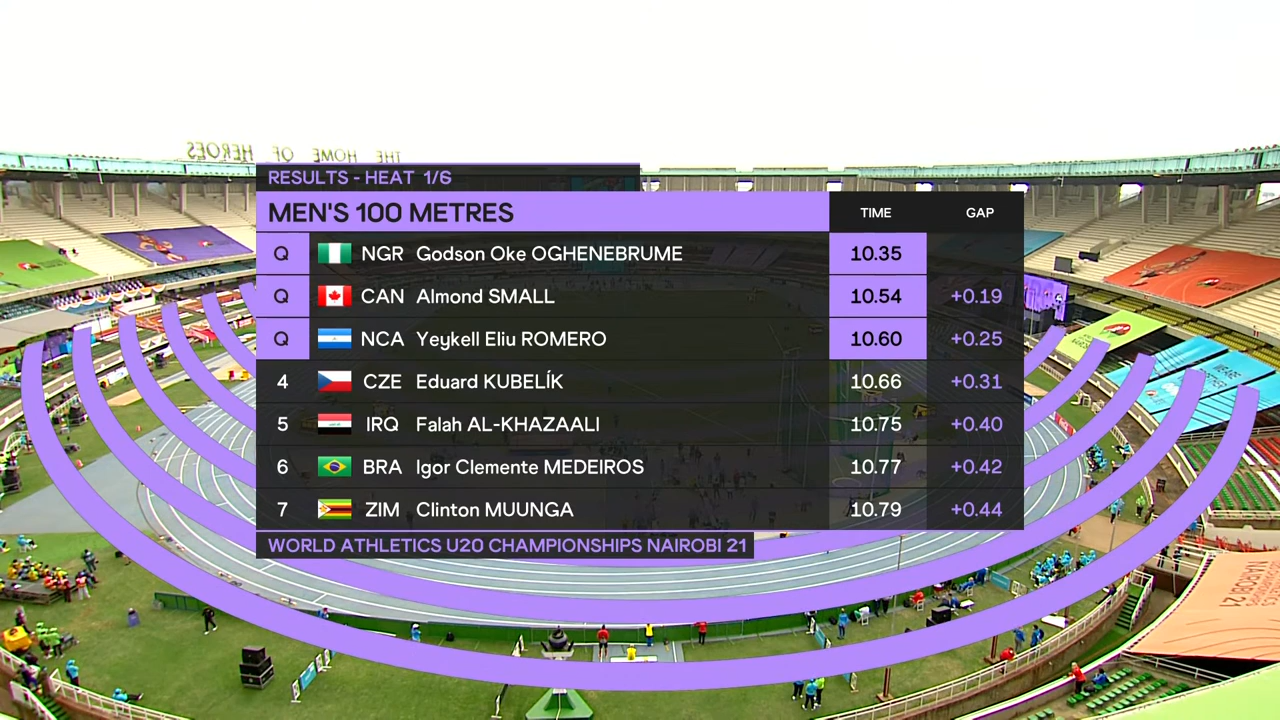 THE HOME OF HEROES
RESULTS - HEAT 1/6
MEN'S 100 METRES TIME GAP
Q NGR Godson Oke OGHENEBRUME 10.35
Q CAN Almond SMALL 10.54 +0.19
Q NCA Yeykell Eliu ROMERO 10.60 +0.25
4 CZE Eduard KUBELÍK 10.66 +0.31
5 IRQ Falah AL-KHAZAALI 10.75 +0.40
6 BRA Igor Clemente MEDEIROS 10.77 +0.42
7 ZIM Clinton MUUNGA 10.79 +0.44
WORLD ATHLETICS U20 CHAMPIONSHIPS NAIROBI 21